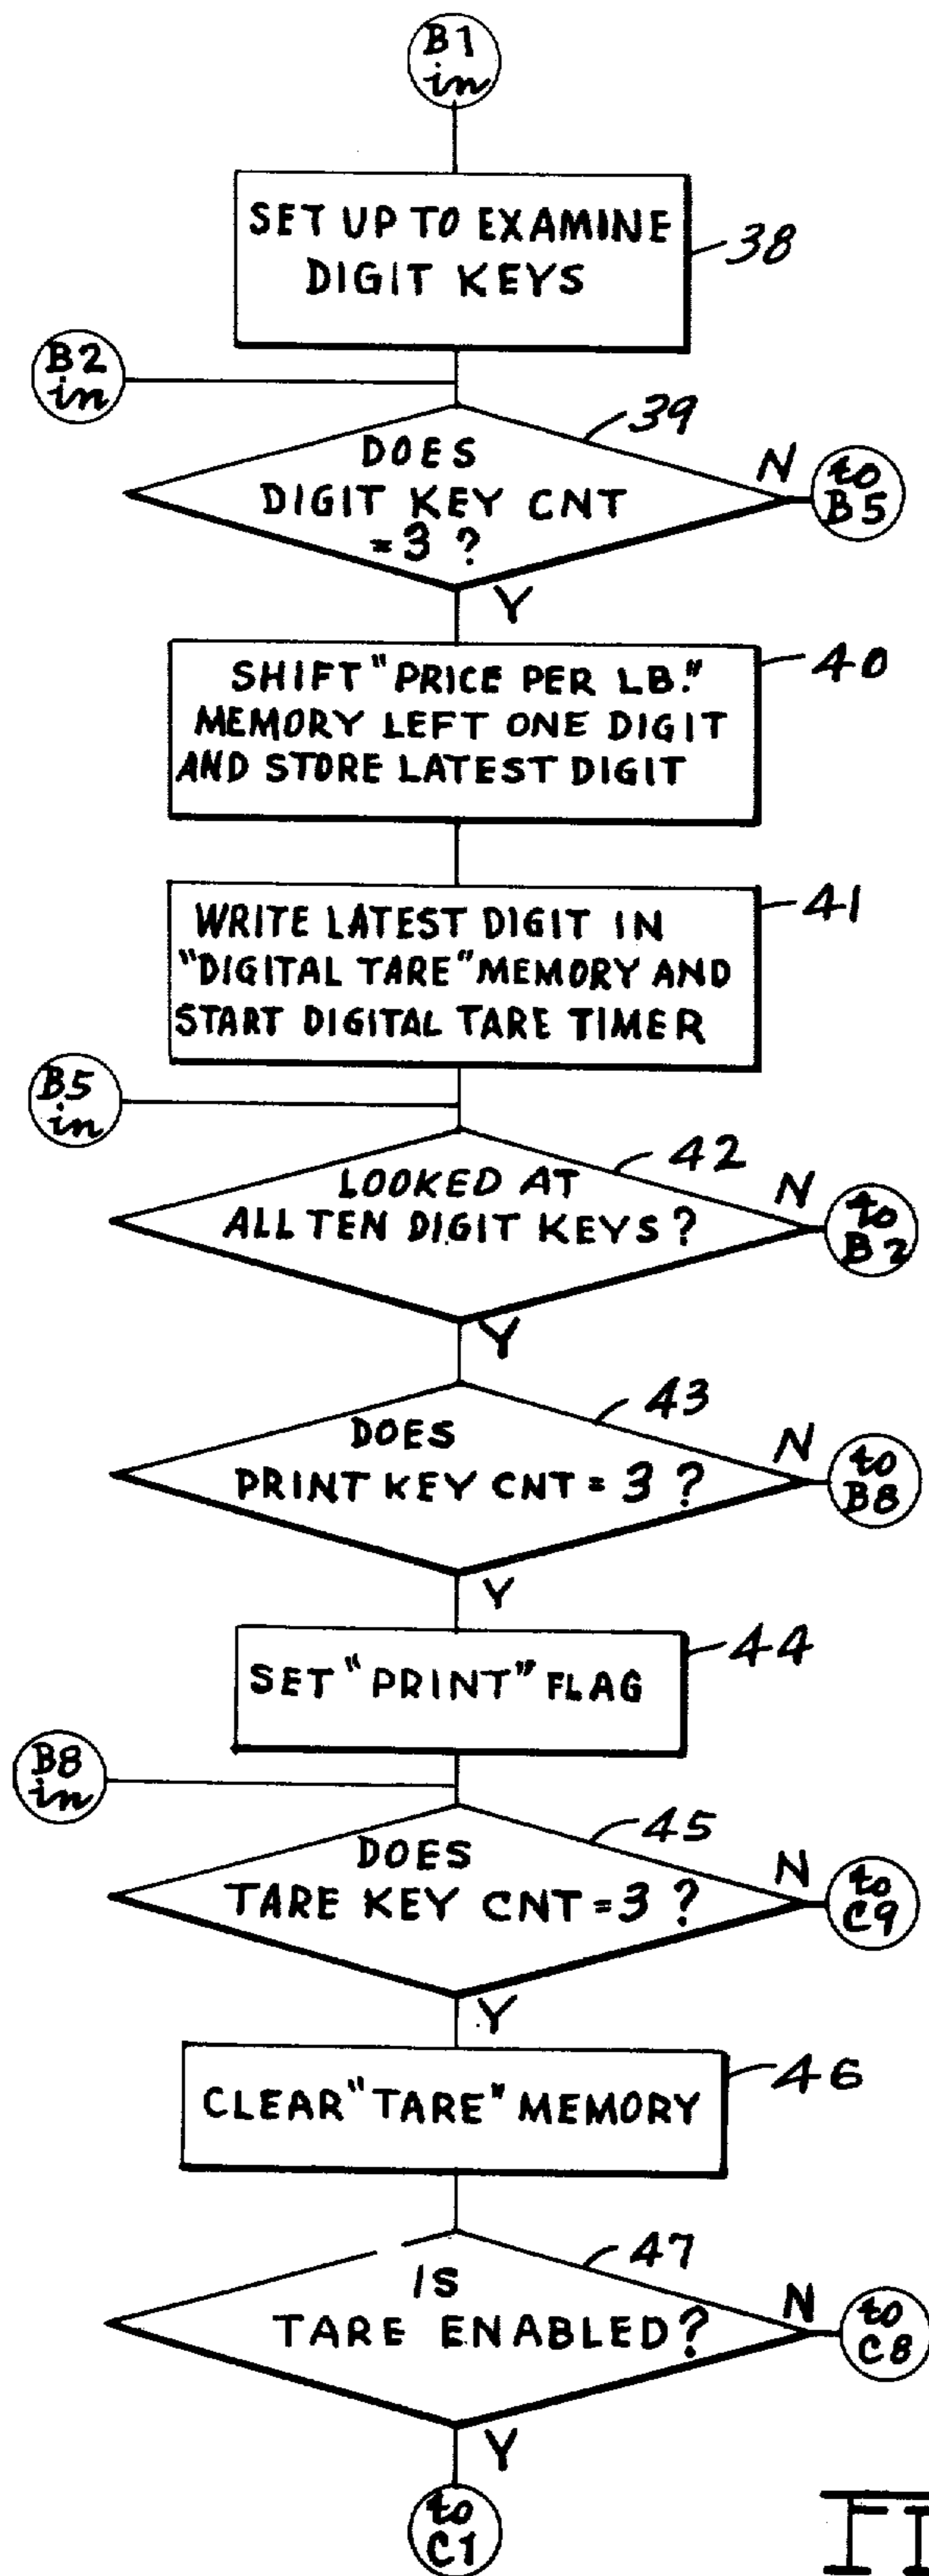 B1
in
SET UP TO EXAMINE
DIGIT KEYS
38
B2
in
39
DOES
DIGIT KEY CNT
=3 ?
N
to
B5
Y
SHIFT "PRICE PER LB."
MEMORY LEFT ONE DIGIT
AND STORE LATEST DIGIT
40
WRITE LATEST DIGIT IN
"DIGITAL TARE" MEMORY AND
START DIGITAL TARE TIMER
41
B5
in
42
LOOKED AT
ALL TEN DIGIT KEYS?
N
to
B2
Y
43
DOES
PRINT KEY CNT = 3 ?
N
to
B8
Y
44
SET "PRINT" FLAG
B8
in
45
DOES
TARE KEY CNT = 3 ?
N
to
C9
Y
46
CLEAR "TARE" MEMORY
47
IS
TARE ENABLED?
N
to
C8
Y
to
C1